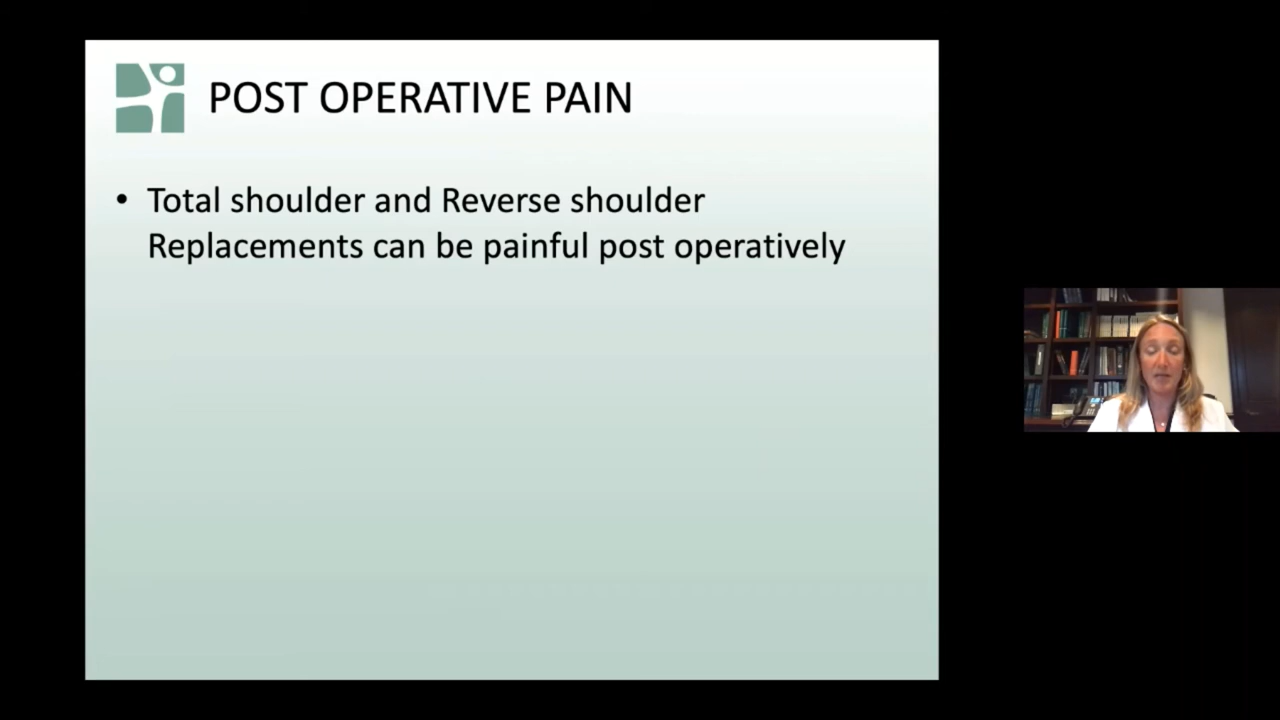 POST OPERATIVE PAIN
• Total shoulder and Reverse shoulder
Replacements can be painful post operatively